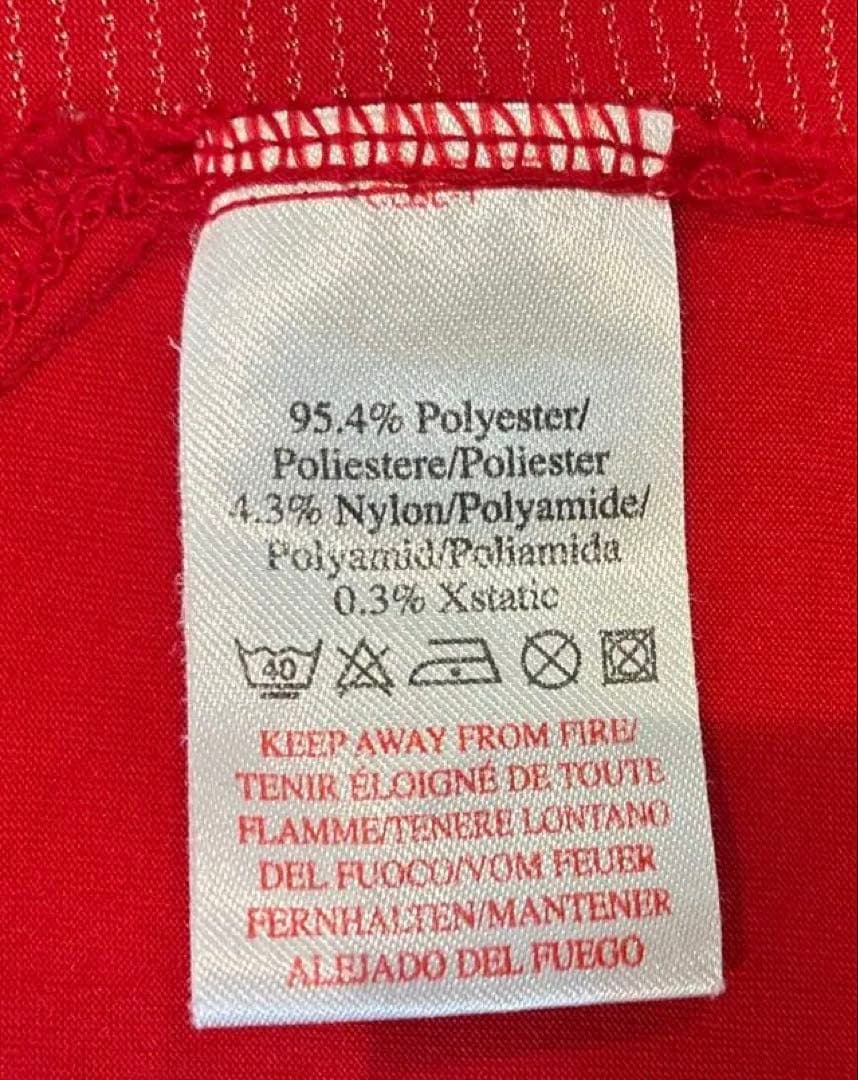 95.4% Polyester/
Poliestere/Poliester
4.3% Nylon/Polyamide/
Polyamid/Poliamida
0.3% Xstatic
40
KEEP AWAY FROM FIRE/
TENIR ÉLOIGNÉ DE TOUTE
FLAMME/TENERE LONTANO
DEL FUOCO/VOM FEUER
FERNHALTEN/MANTENER
ALEJADO DEL FUEGO